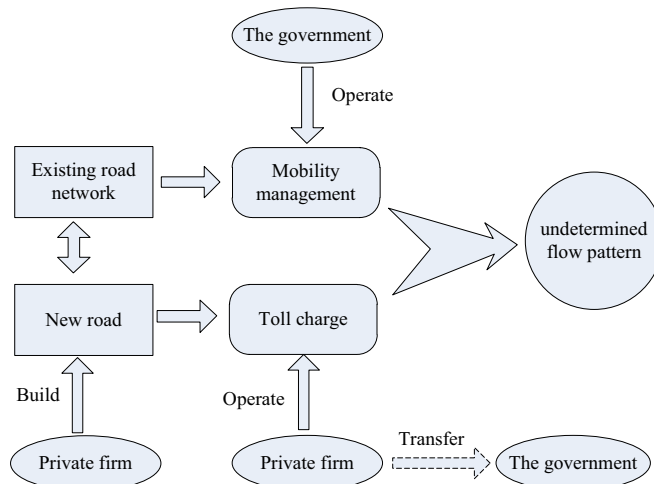 The government
Operate
Existing road
network
Mobility
management
undetermined
flow pattern
New road
Toll charge
Build
Operate
Transfer
Private firm
Private firm
The government